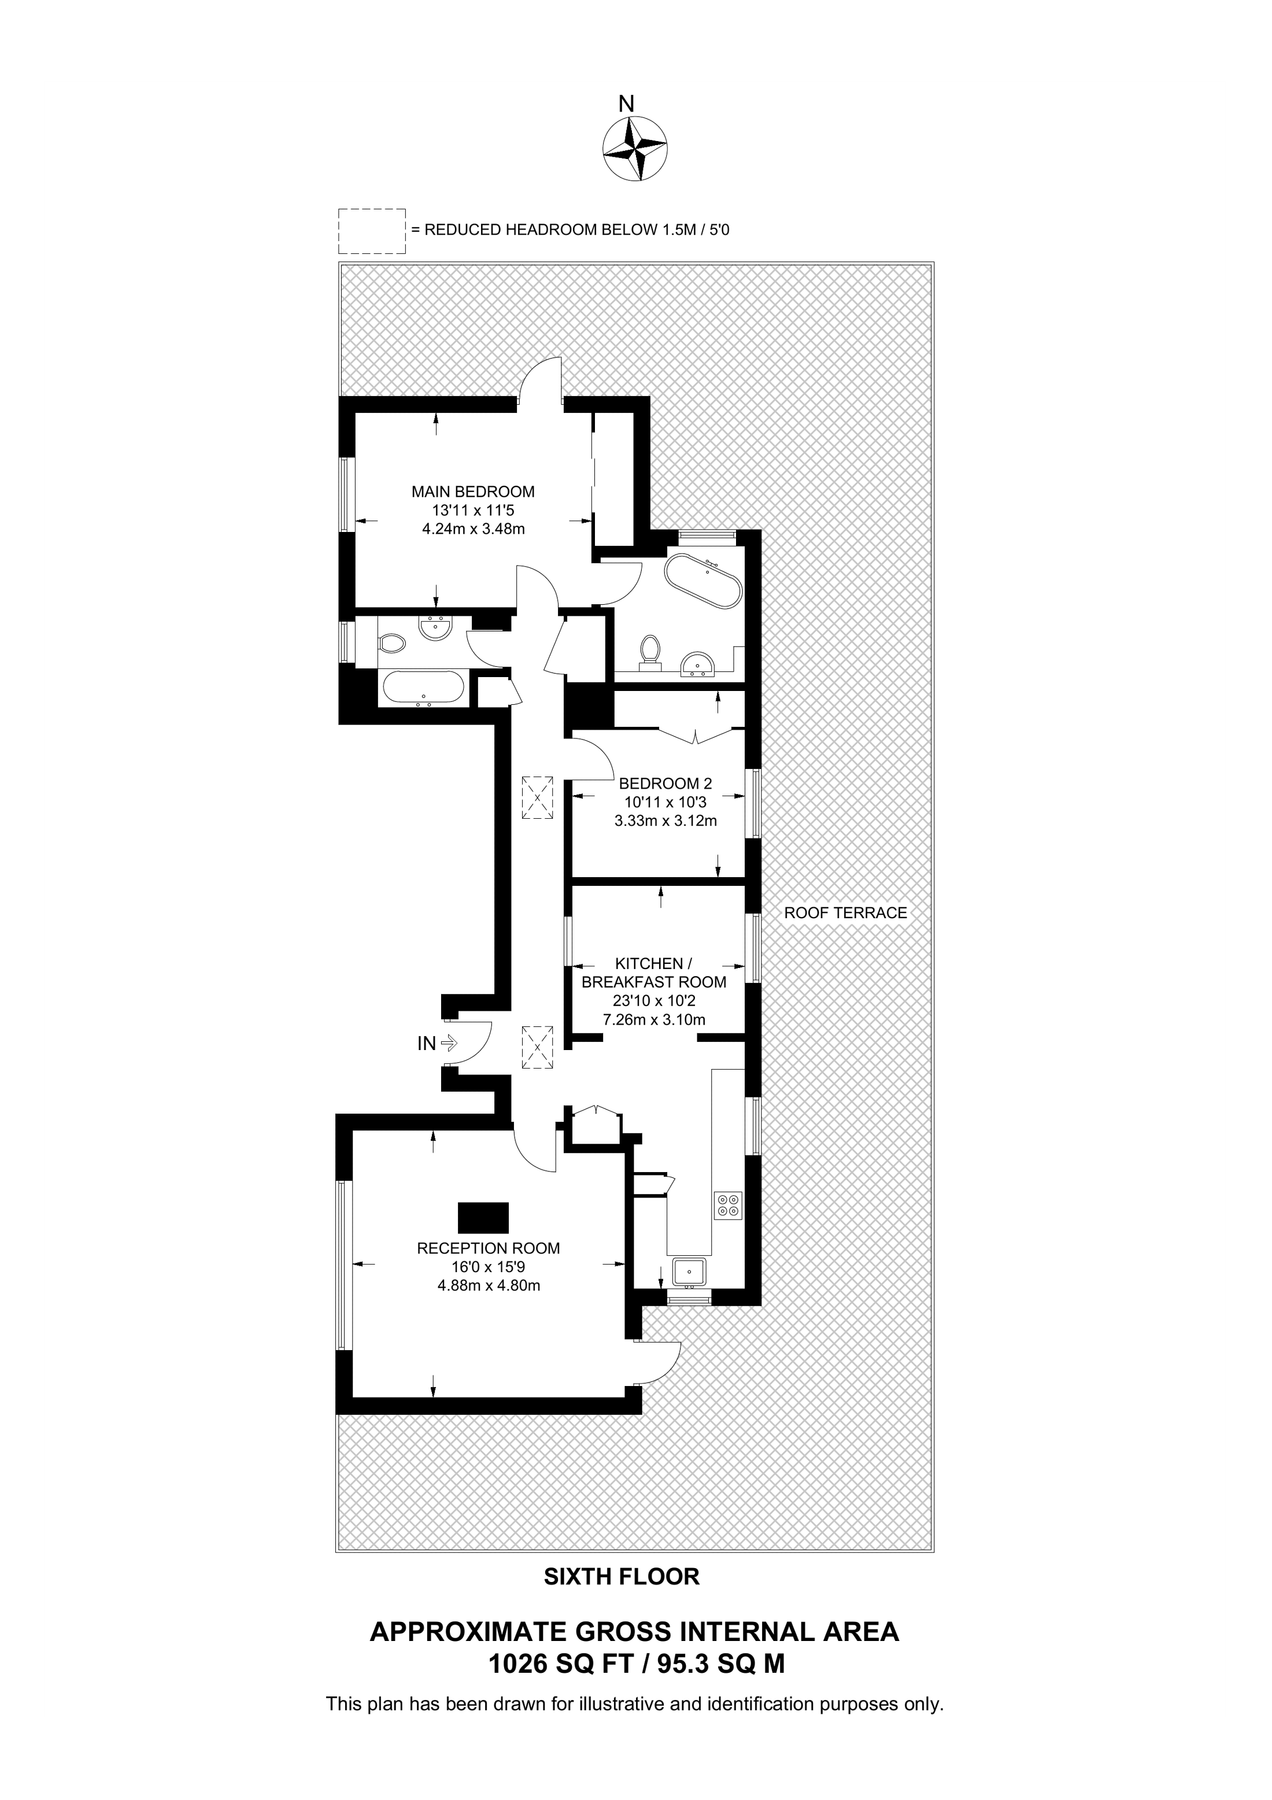 N
= REDUCED HEADROOM BELOW 1.5M / 5'0
MAIN BEDROOM
13'11 x 11'5
4.24m x 3.48m
BEDROOM 2
10'11 x 10'3
3.33m x 3.12m
ROOF TERRACE
KITCHEN /
BREAKFAST ROOM
23'10 x 10'2
7.26m x 3.10m
IN
RECEPTION ROOM
16'0 x 15'9
4.88m x 4.80m
SIXTH FLOOR
APPROXIMATE GROSS INTERNAL AREA
1026 SQ FT / 95.3 SQ M
This plan has been drawn for illustrative and identification purposes only.